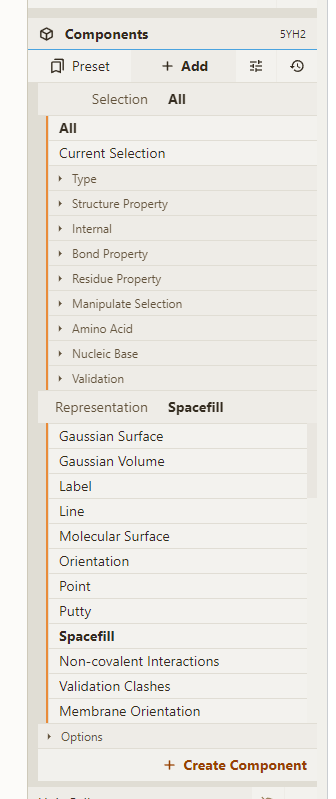 Components 5YH2
Preset + Add
Selection All
All
Current Selection
Type
Structure Property
Internal
Bond Property
Residue Property
Manipulate Selection
Amino Acid
Nucleic Base
Validation
Representation Spacefill
Gaussian Surface
Gaussian Volume
Label
Line
Molecular Surface
Orientation
Point
Putty
Spacefill
Non-covalent Interactions
Validation Clashes
Membrane Orientation
Options
+ Create Component